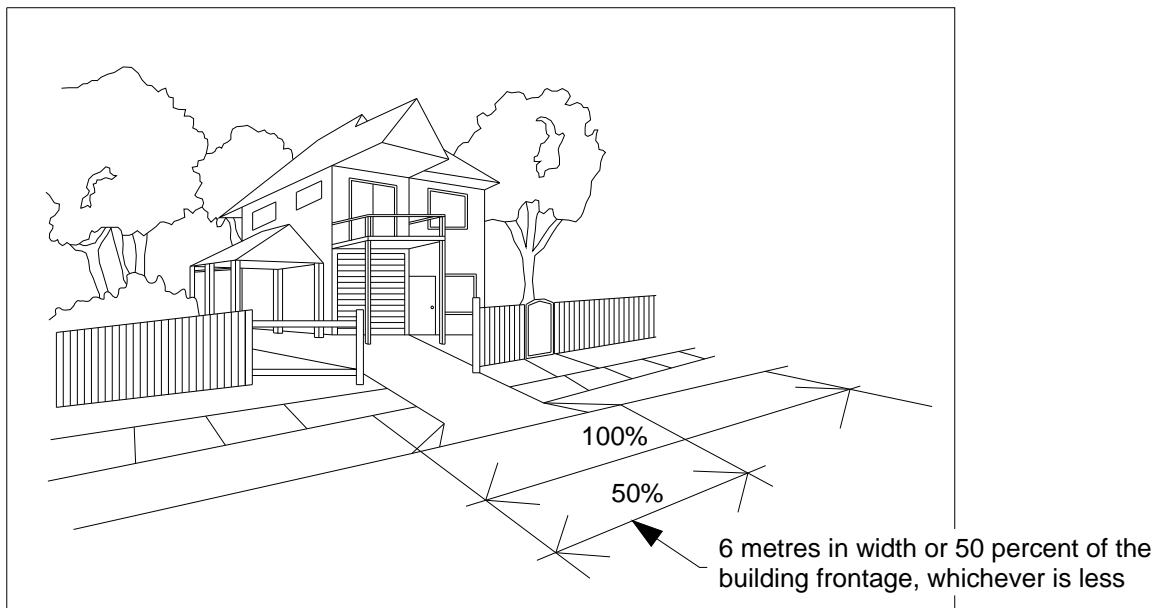 100%
50%
6 metres in width or 50 percent of the
building frontage, whichever is less